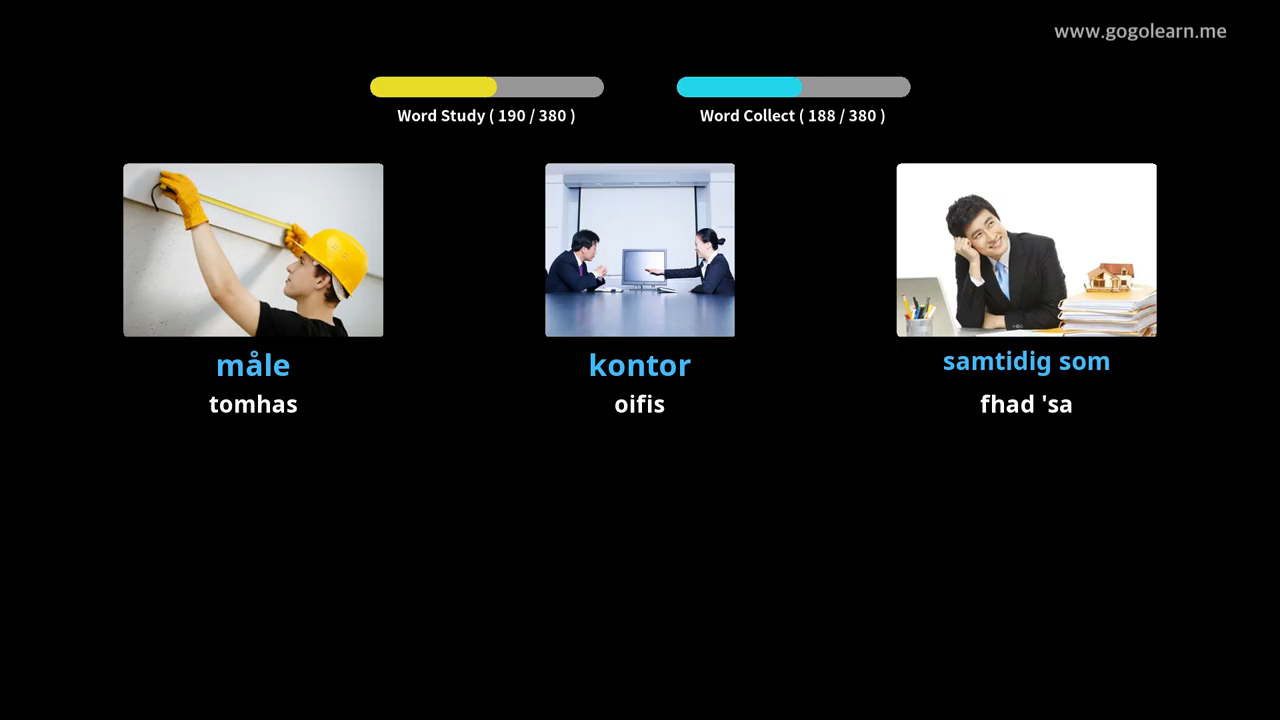 www.gogolearn.me
Word Study ( 190 / 380 )
Word Collect ( 188 / 380 )
måle
kontor
samtidig som
tomhas
oifis
fhad 'sa